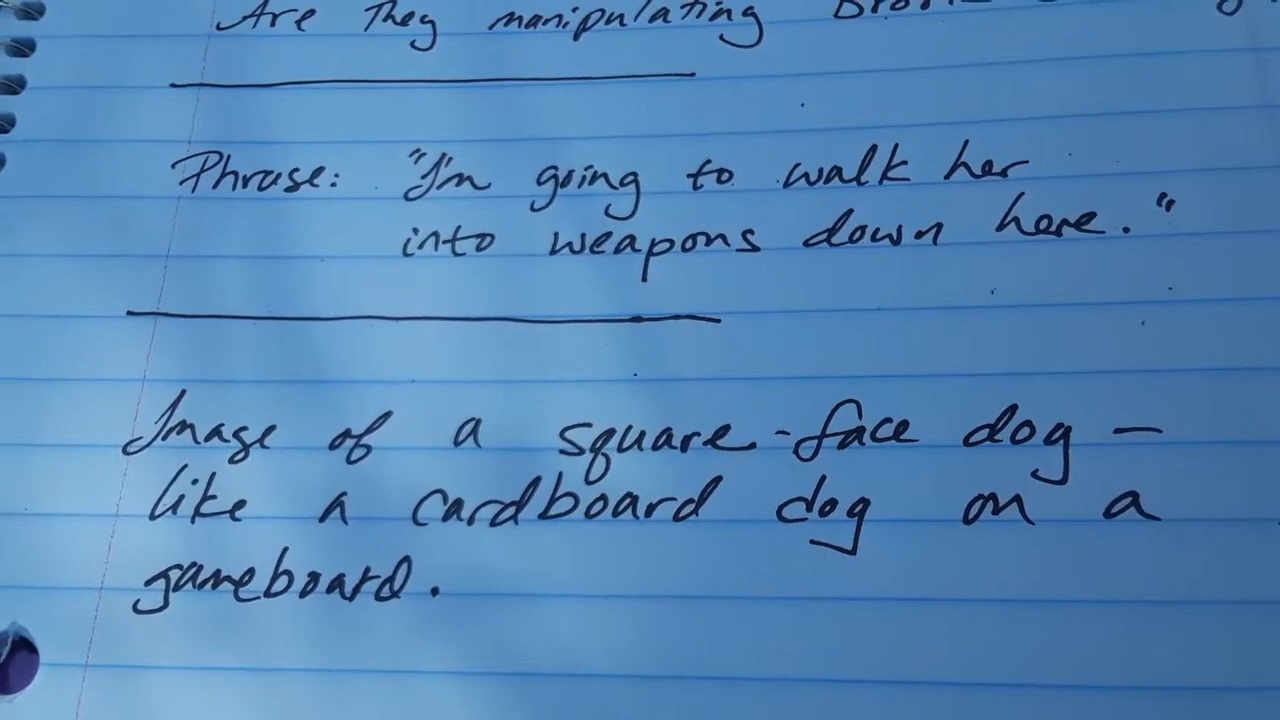 Are They manipulating
Phrase: "I'm going to walk her
into weapons down here."
Image of a square-face dog —
like a cardboard dog on a
gameboard.